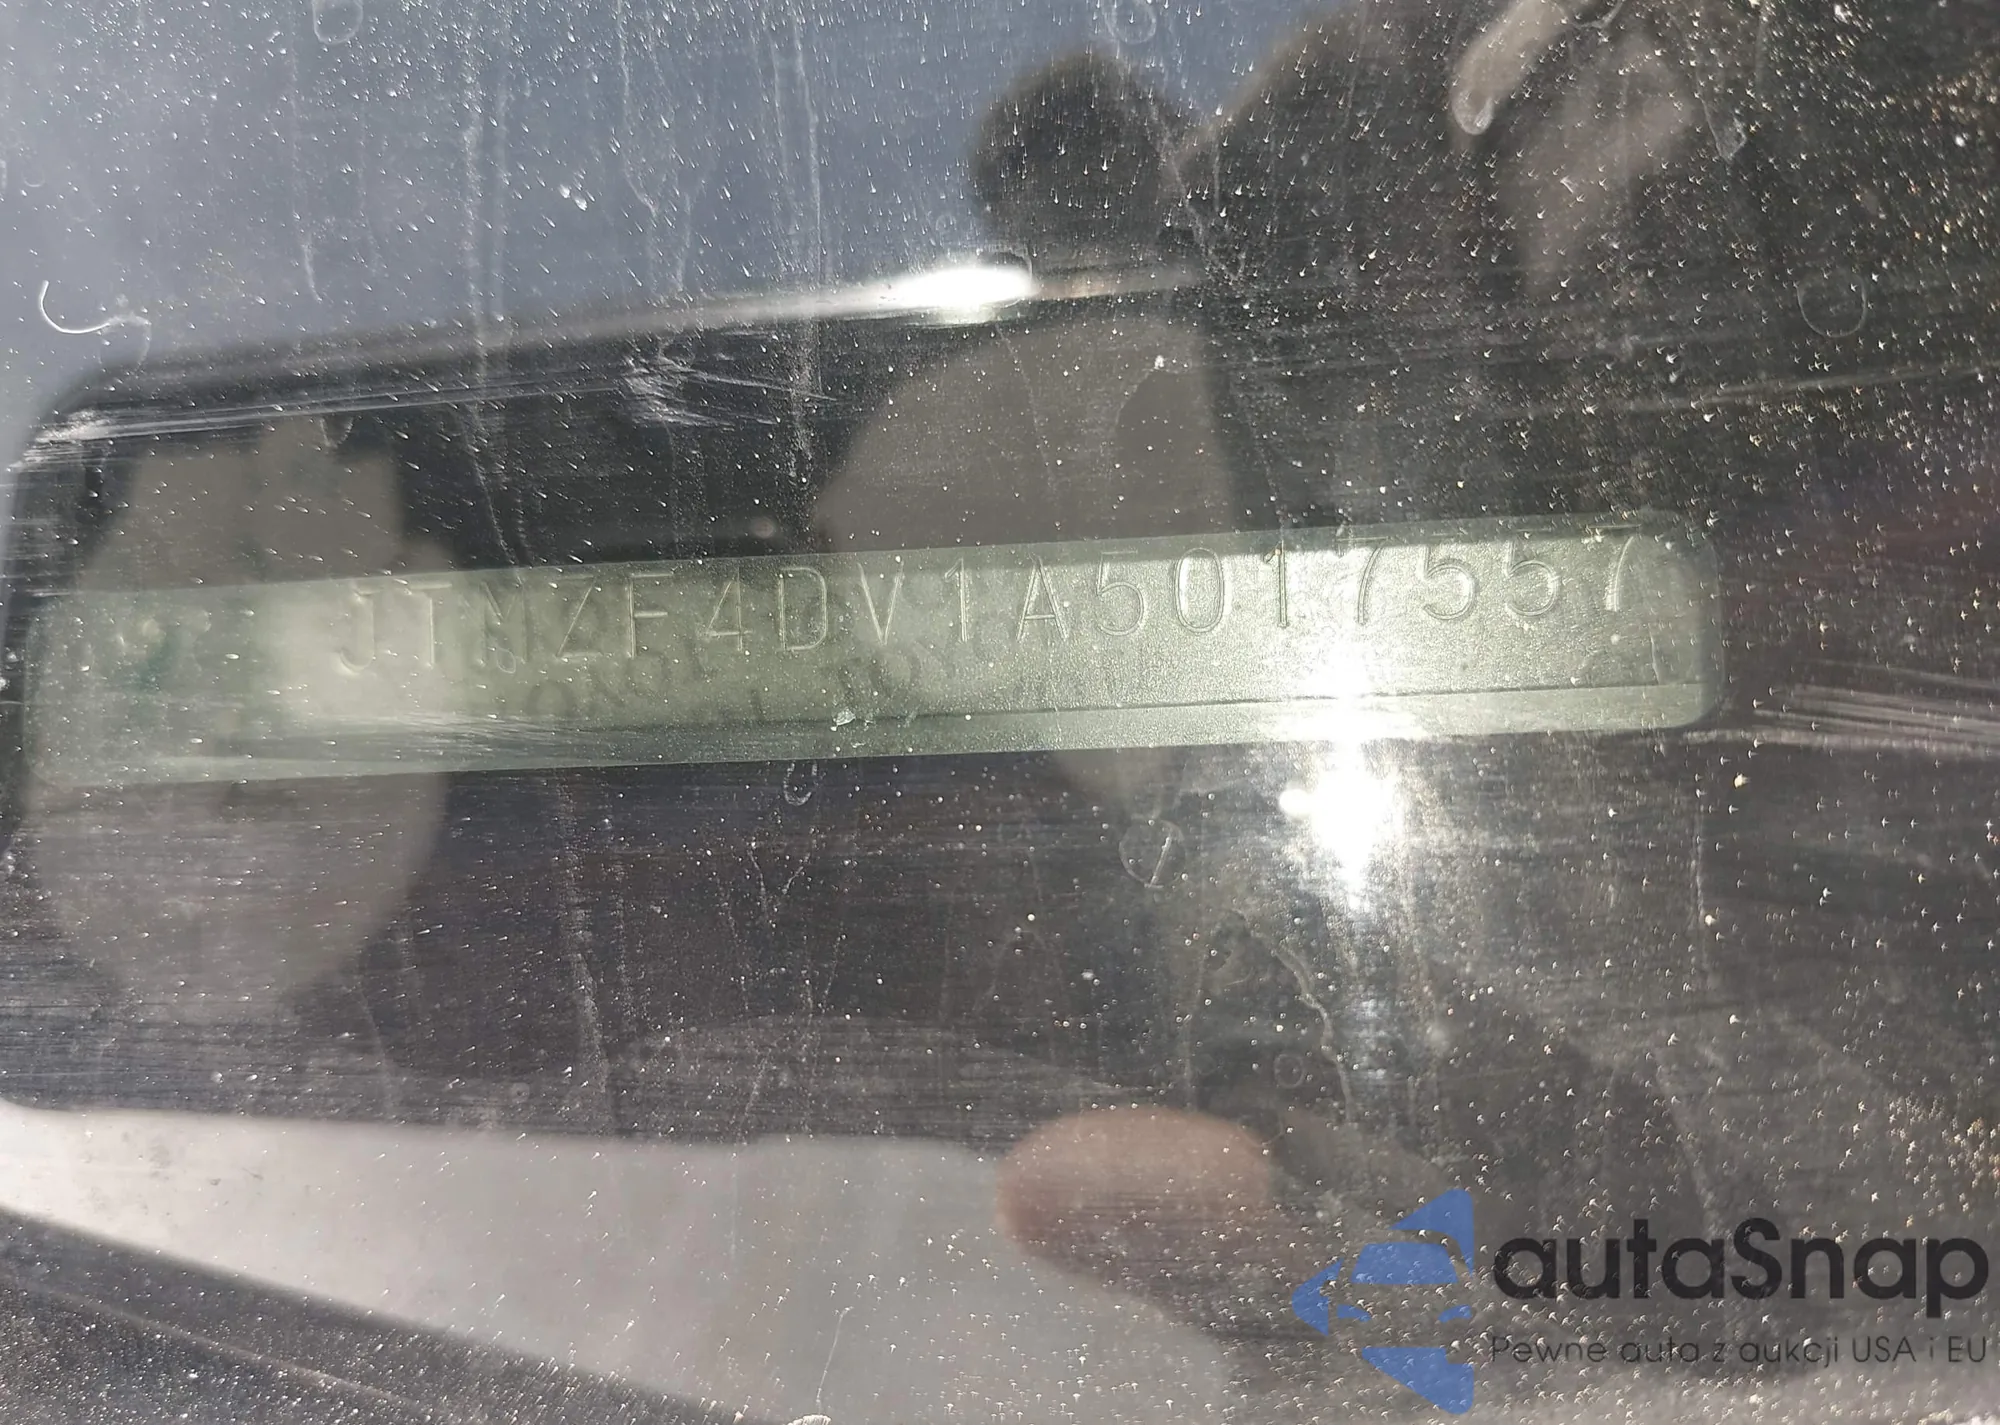 JTMZF4DV1A5017557
autaSnap
Pewne auta z aukcji USA i EU